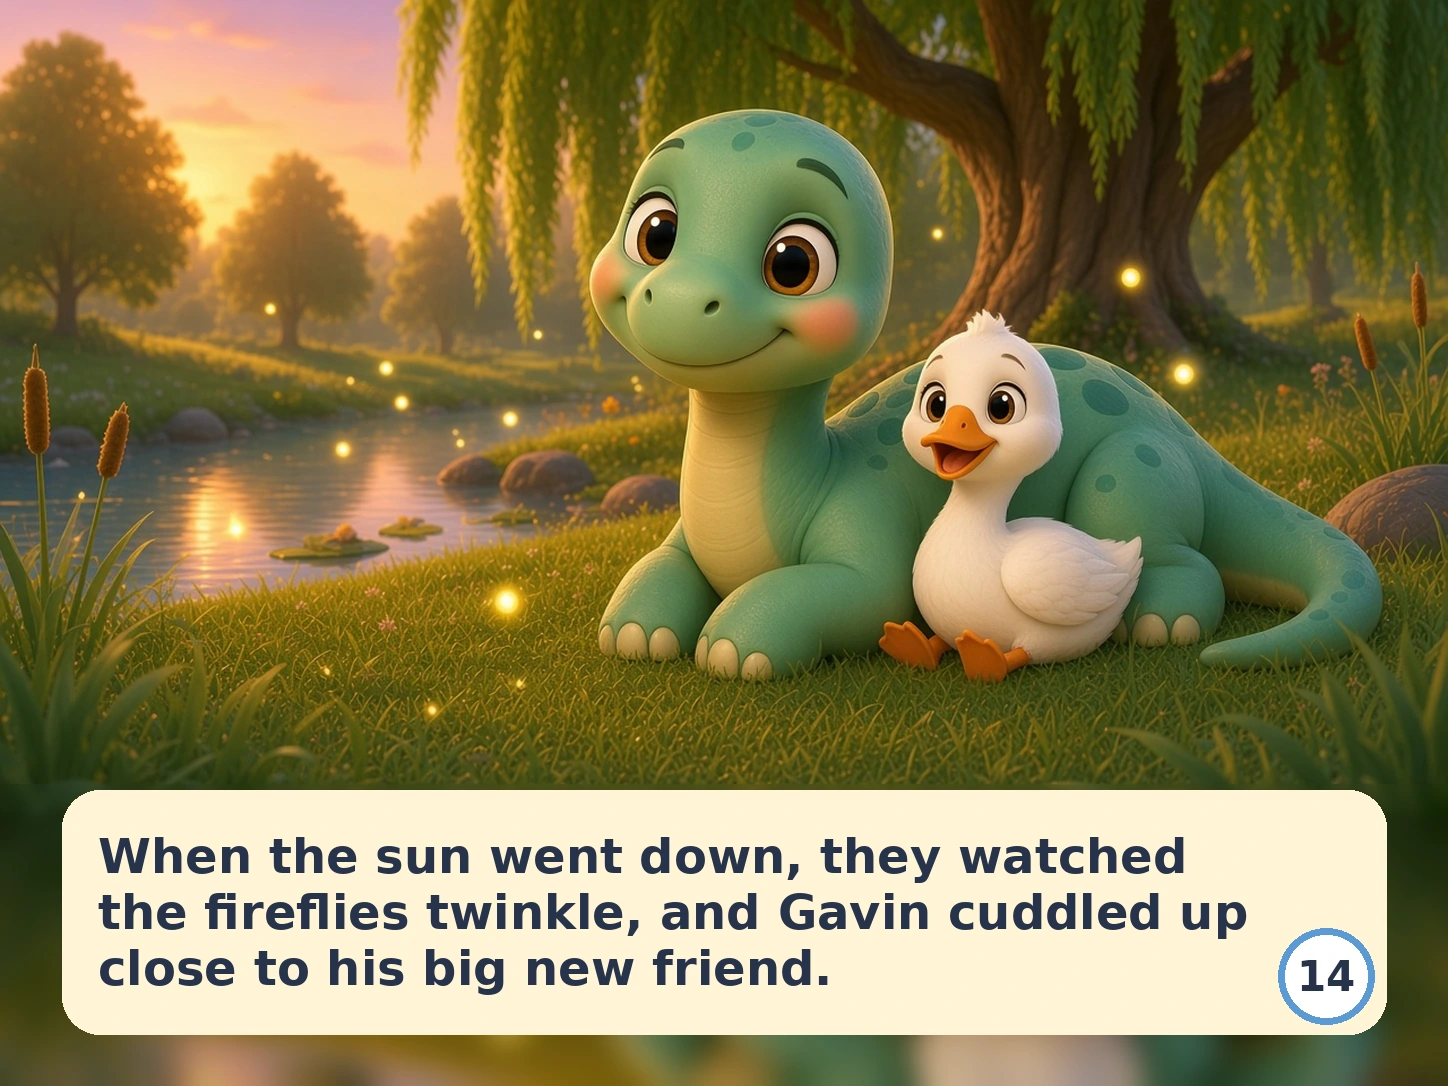 When the sun went down, they watched
the fireflies twinkle, and Gavin cuddled up
close to his big new friend.
14